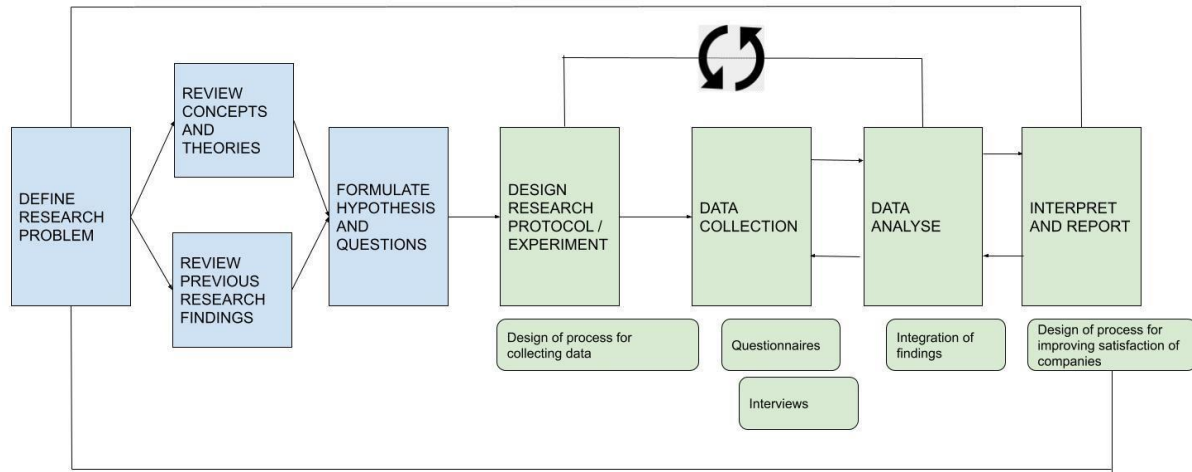 DEFINE
RESEARCH
PROBLEM
REVIEW
CONCEPTS
AND
THEORIES
REVIEW
PREVIOUS
RESEARCH
FINDINGS
FORMULATE
HYPOTHESIS
AND
QUESTIONS
DESIGN
RESEARCH
PROTOCOL /
EXPERIMENT
DATA
COLLECTION
DATA
ANALYSE
INTERPRET
AND REPORT
Design of process for
collecting data
Questionnaires
Interviews
Integration of
findings
Design of process for
improving satisfaction of
companies